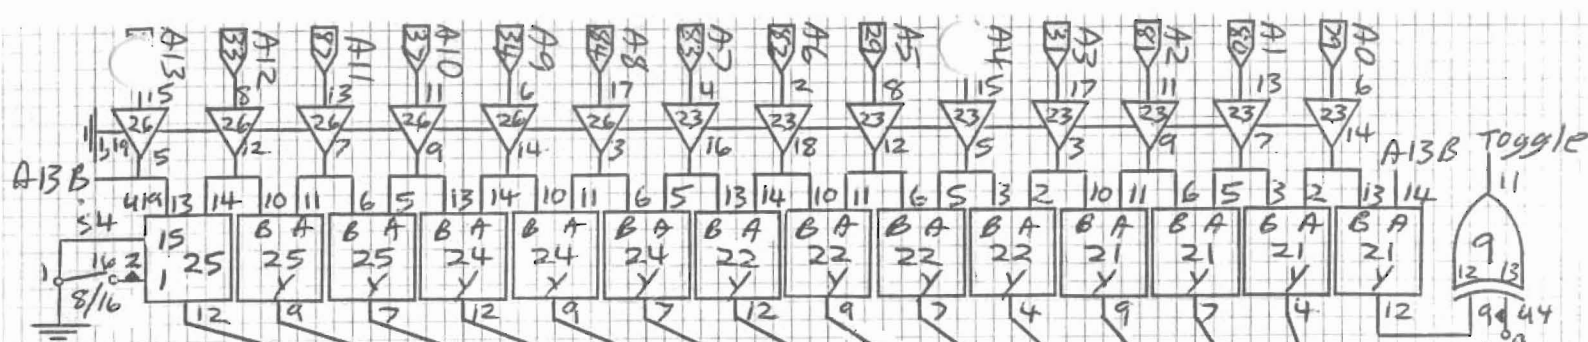 A13 33 A12 87 A11 37 A10 34 A9 84 A8 83 A7 82 A6 29 A5 A4 31 A3 81 A2 80 A1 79 A0
15 8 13 11 6 17 4 2 8 15 17 11 13 6
26 26 26 26 26 26 23 23 23 23 23 23 23 23
1,19 5 12 7 9 14 3 16 18 12 5 3 9 7 14
A13B A13B Toggle
13 14 10 11 6 5 13 14 10 11 6 5 13 14 10 11 6 5 3 2 10 11 6 5 3 2 13 14 11
S4
15 B A B A B A B A B A B A B A B A B A B A B A B A B A
1 16 2 1 25 25 25 24 24 24 22 22 22 22 21 21 21 21 9
Y Y Y Y Y Y Y Y Y Y Y Y Y 12 13
8/16
12 9 7 12 9 7 12 9 7 4 9 7 4 12 9 44